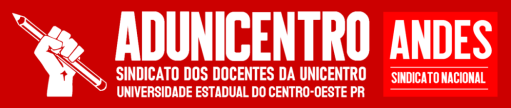 ADUNICENTRO
SINDICATO DOS DOCENTES DA UNICENTRO
UNIVERSIDADE ESTADUAL DO CENTRO-OESTE PR
ANDES
SINDICATO NACIONAL